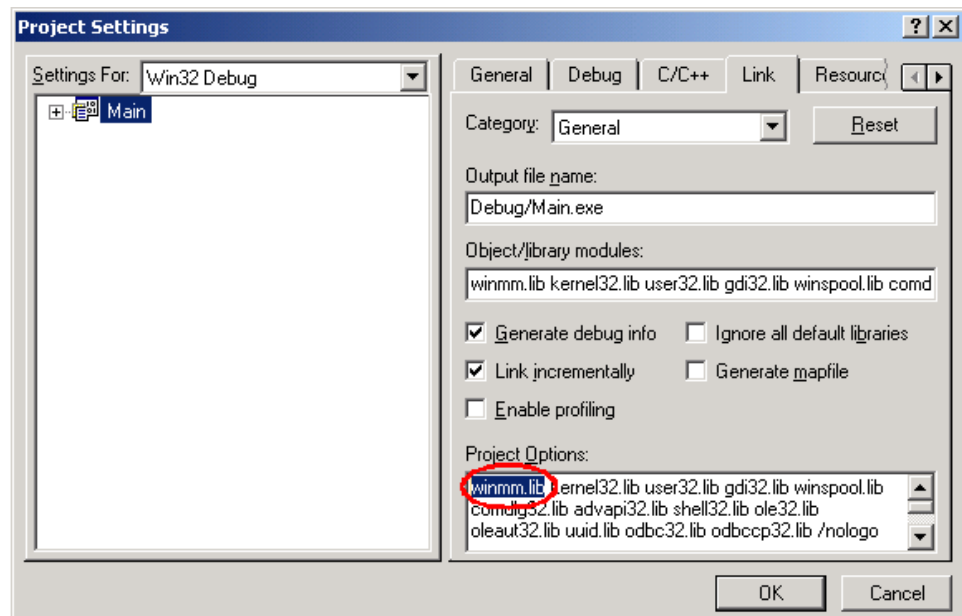 Project Settings
Settings For: Win32 Debug
Main
General Debug C/C++ Link
Category: General Reset
Output file name:
Debug/Main.exe
Object/library modules:
winmm.lib kernel32.lib user32.lib gdi32.lib winspool.lib comd
Generate debug info Ignore all default libraries
Link incrementally Generate mapfile
Enable profiling
Project Options:
winmm.lib kernel32.lib user32.lib gdi32.lib winspool.lib
comdlg32.lib advapi32.lib shell32.lib ole32.lib
oleaut32.lib uuid.lib odbc32.lib odbccp32.lib /nologo
OK Cancel